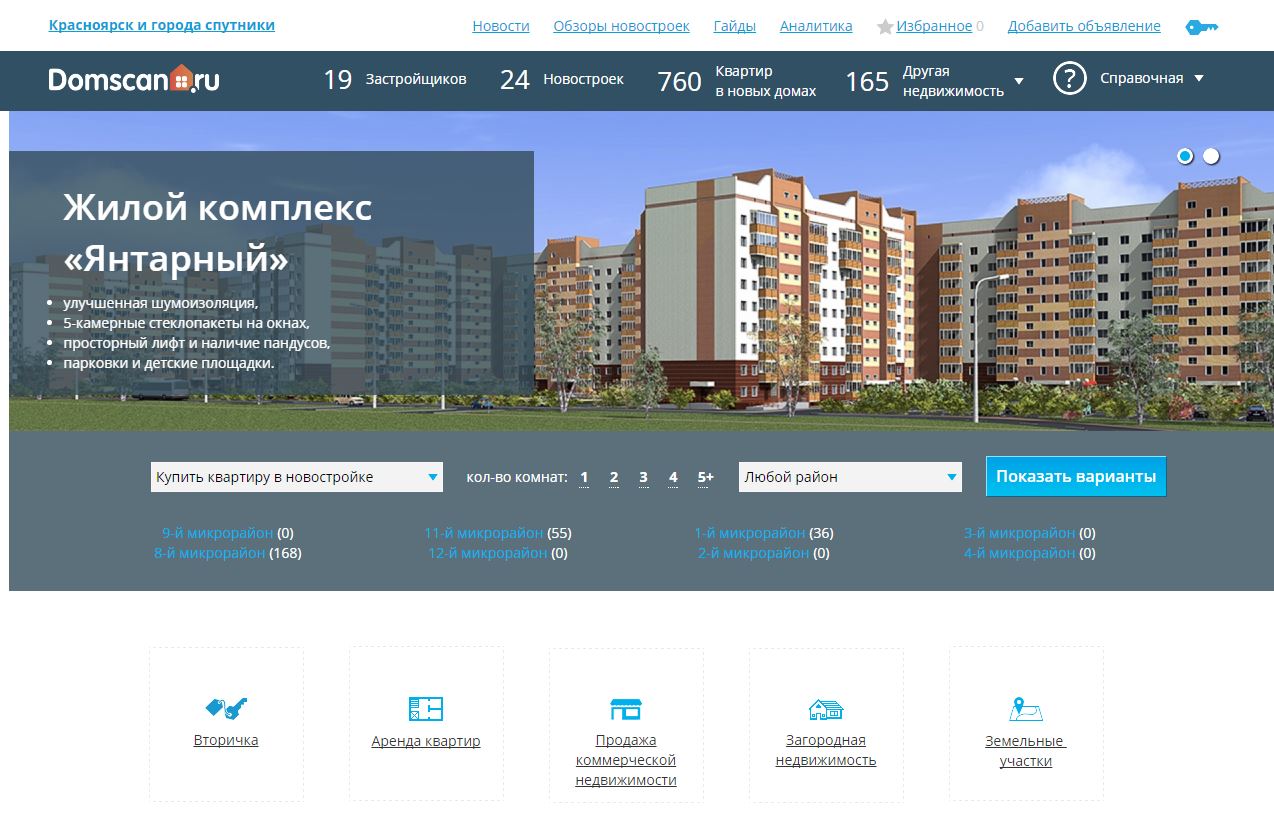 Красноярск и города спутники
Новости Обзоры новостроек Гайды Аналитика Избранное 0 Добавить объявление
Domscan.ru
19 Застройщиков 24 Новостроек 760 Квартир
в новых домах
165 Другая
недвижимость
? Справочная
Жилой комплекс
«Янтарный»
улучшенная шумоизоляция,
5-камерные стеклопакеты на окнах,
просторный лифт и наличие пандусов,
парковки и детские площадки.
Купить квартиру в новостройке кол-во комнат: 1 2 3 4 5+ Любой район Показать варианты
9-й микрорайон (0) 11-й микрорайон (55) 1-й микрорайон (36) 3-й микрорайон (0)
8-й микрорайон (168) 12-й микрорайон (0) 2-й микрорайон (0) 4-й микрорайон (0)
Вторичка
Аренда квартир
Продажа
коммерческой
недвижимости
Загородная
недвижимость
Земельные
участки